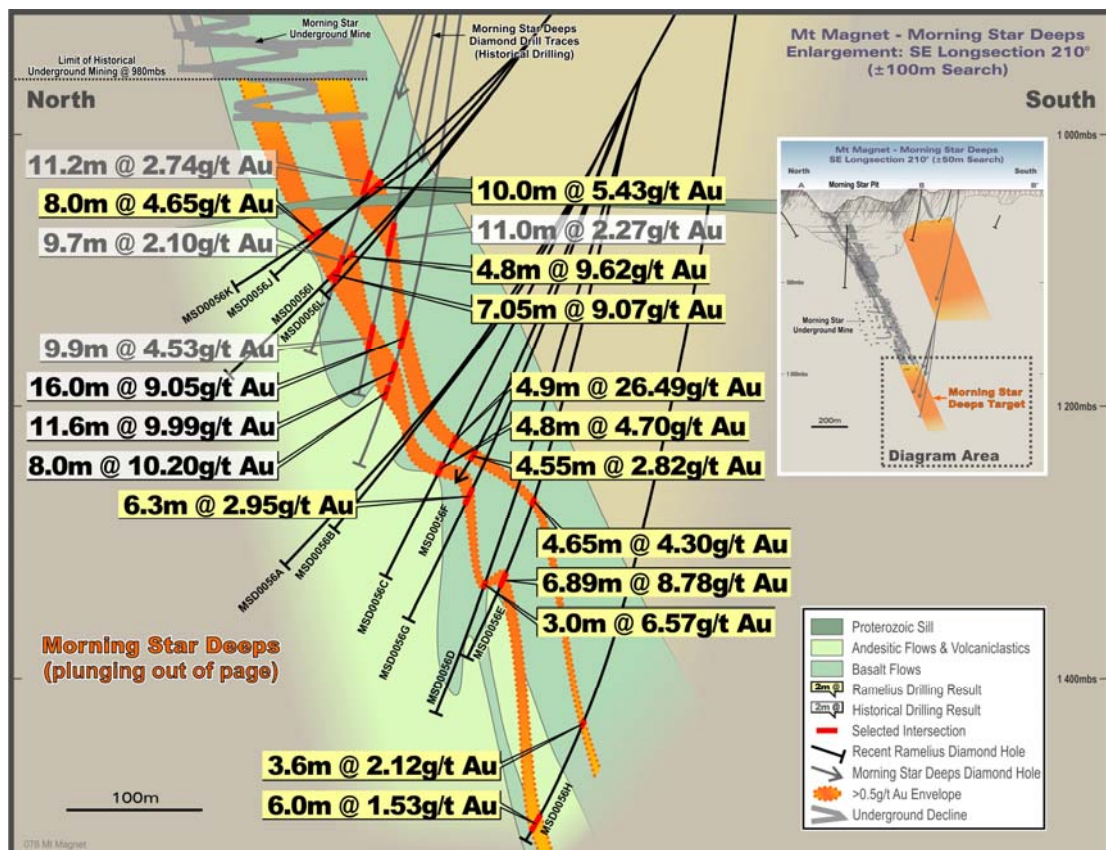 Morning Star
Underground Mine
Morning Star Deeps
Diamond Drill Traces
(Historical Drilling)
Mt Magnet - Morning Star Deeps
Enlargement: SE Longsection 210°
(±100m Search)
Limit of Historical
Underground Mining @ 980mbs
North
South
1 000mbs
11.2m @ 2.74g/t Au
8.0m @ 4.65g/t Au
9.7m @ 2.10g/t Au
10.0m @ 5.43g/t Au
11.0m @ 2.27g/t Au
4.8m @ 9.62g/t Au
7.05m @ 9.07g/t Au
MSD0056K
MSD0056J
MSD0056I
MSD0056L
9.9m @ 4.53g/t Au
16.0m @ 9.05g/t Au
11.6m @ 9.99g/t Au
8.0m @ 10.20g/t Au
6.3m @ 2.95g/t Au
4.9m @ 26.49g/t Au
4.8m @ 4.70g/t Au
4.55m @ 2.82g/t Au
Mt Magnet - Morning Star Deeps
SE Longsection 210° (±50m Search)
North
South
A
Morning Star Pit
B
B'
500mbs
Morning Star
Underground Mine
1 000mbs
Morning Star
Deeps Target
200m
Diagram Area
1 200mbs
MSD0056A
MSD0056B
MSD0056F
MSD0056C
MSD0056G
MSD0056E
MSD0056D
4.65m @ 4.30g/t Au
6.89m @ 8.78g/t Au
3.0m @ 6.57g/t Au
Morning Star Deeps
(plunging out of page)
1 400mbs
3.6m @ 2.12g/t Au
6.0m @ 1.53g/t Au
MSD0056H
100m
078 Mt Magnet
Proterozoic Sill
Andesitic Flows & Volcaniclastics
Basalt Flows
2m @
Ramelius Drilling Result
2m @
Historical Drilling Result
Selected Intersection
Recent Ramelius Diamond Hole
Morning Star Deeps Diamond Hole
>0.5g/t Au Envelope
Underground Decline